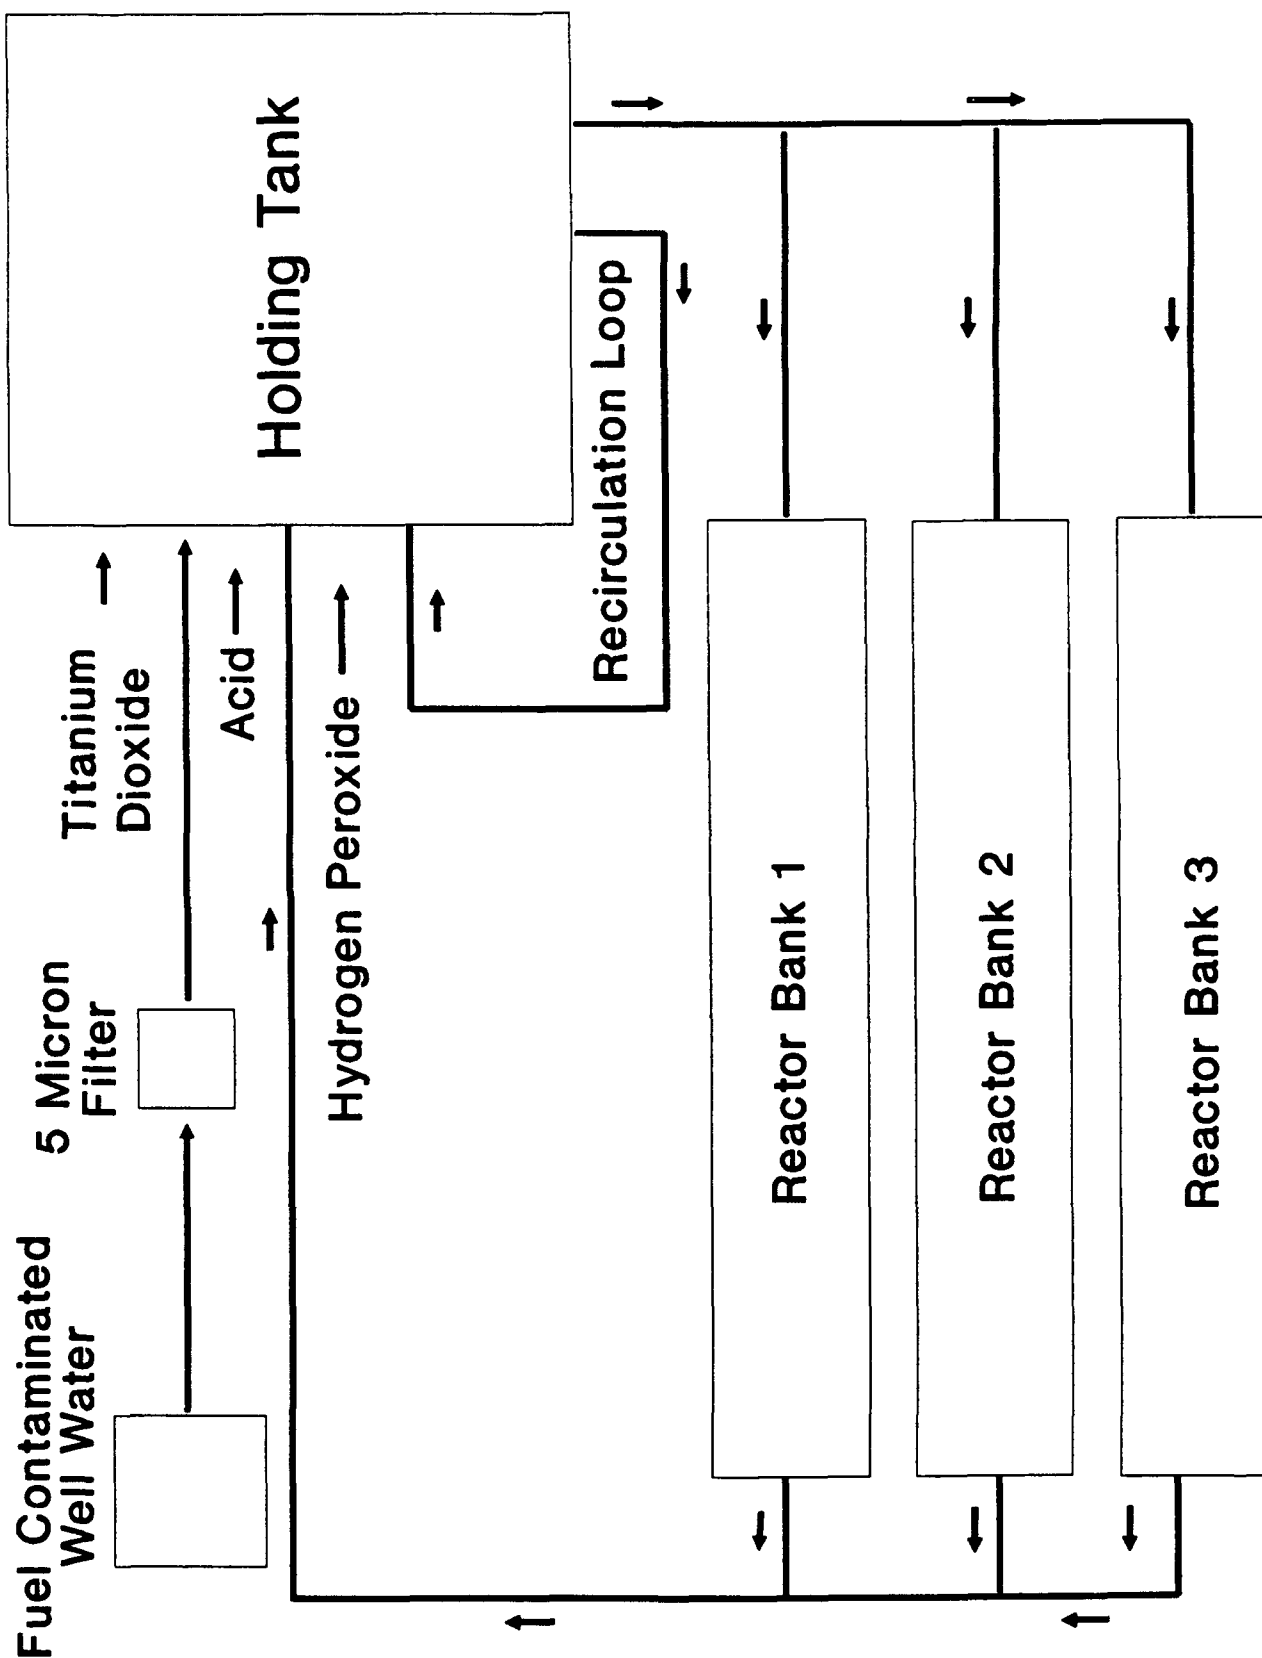 Fuel Contaminated
Well Water
5 Micron
Filter
Titanium
Dioxide
Acid
Hydrogen Peroxide
Holding Tank
Recirculation Loop
Reactor Bank 1
Reactor Bank 2
Reactor Bank 3